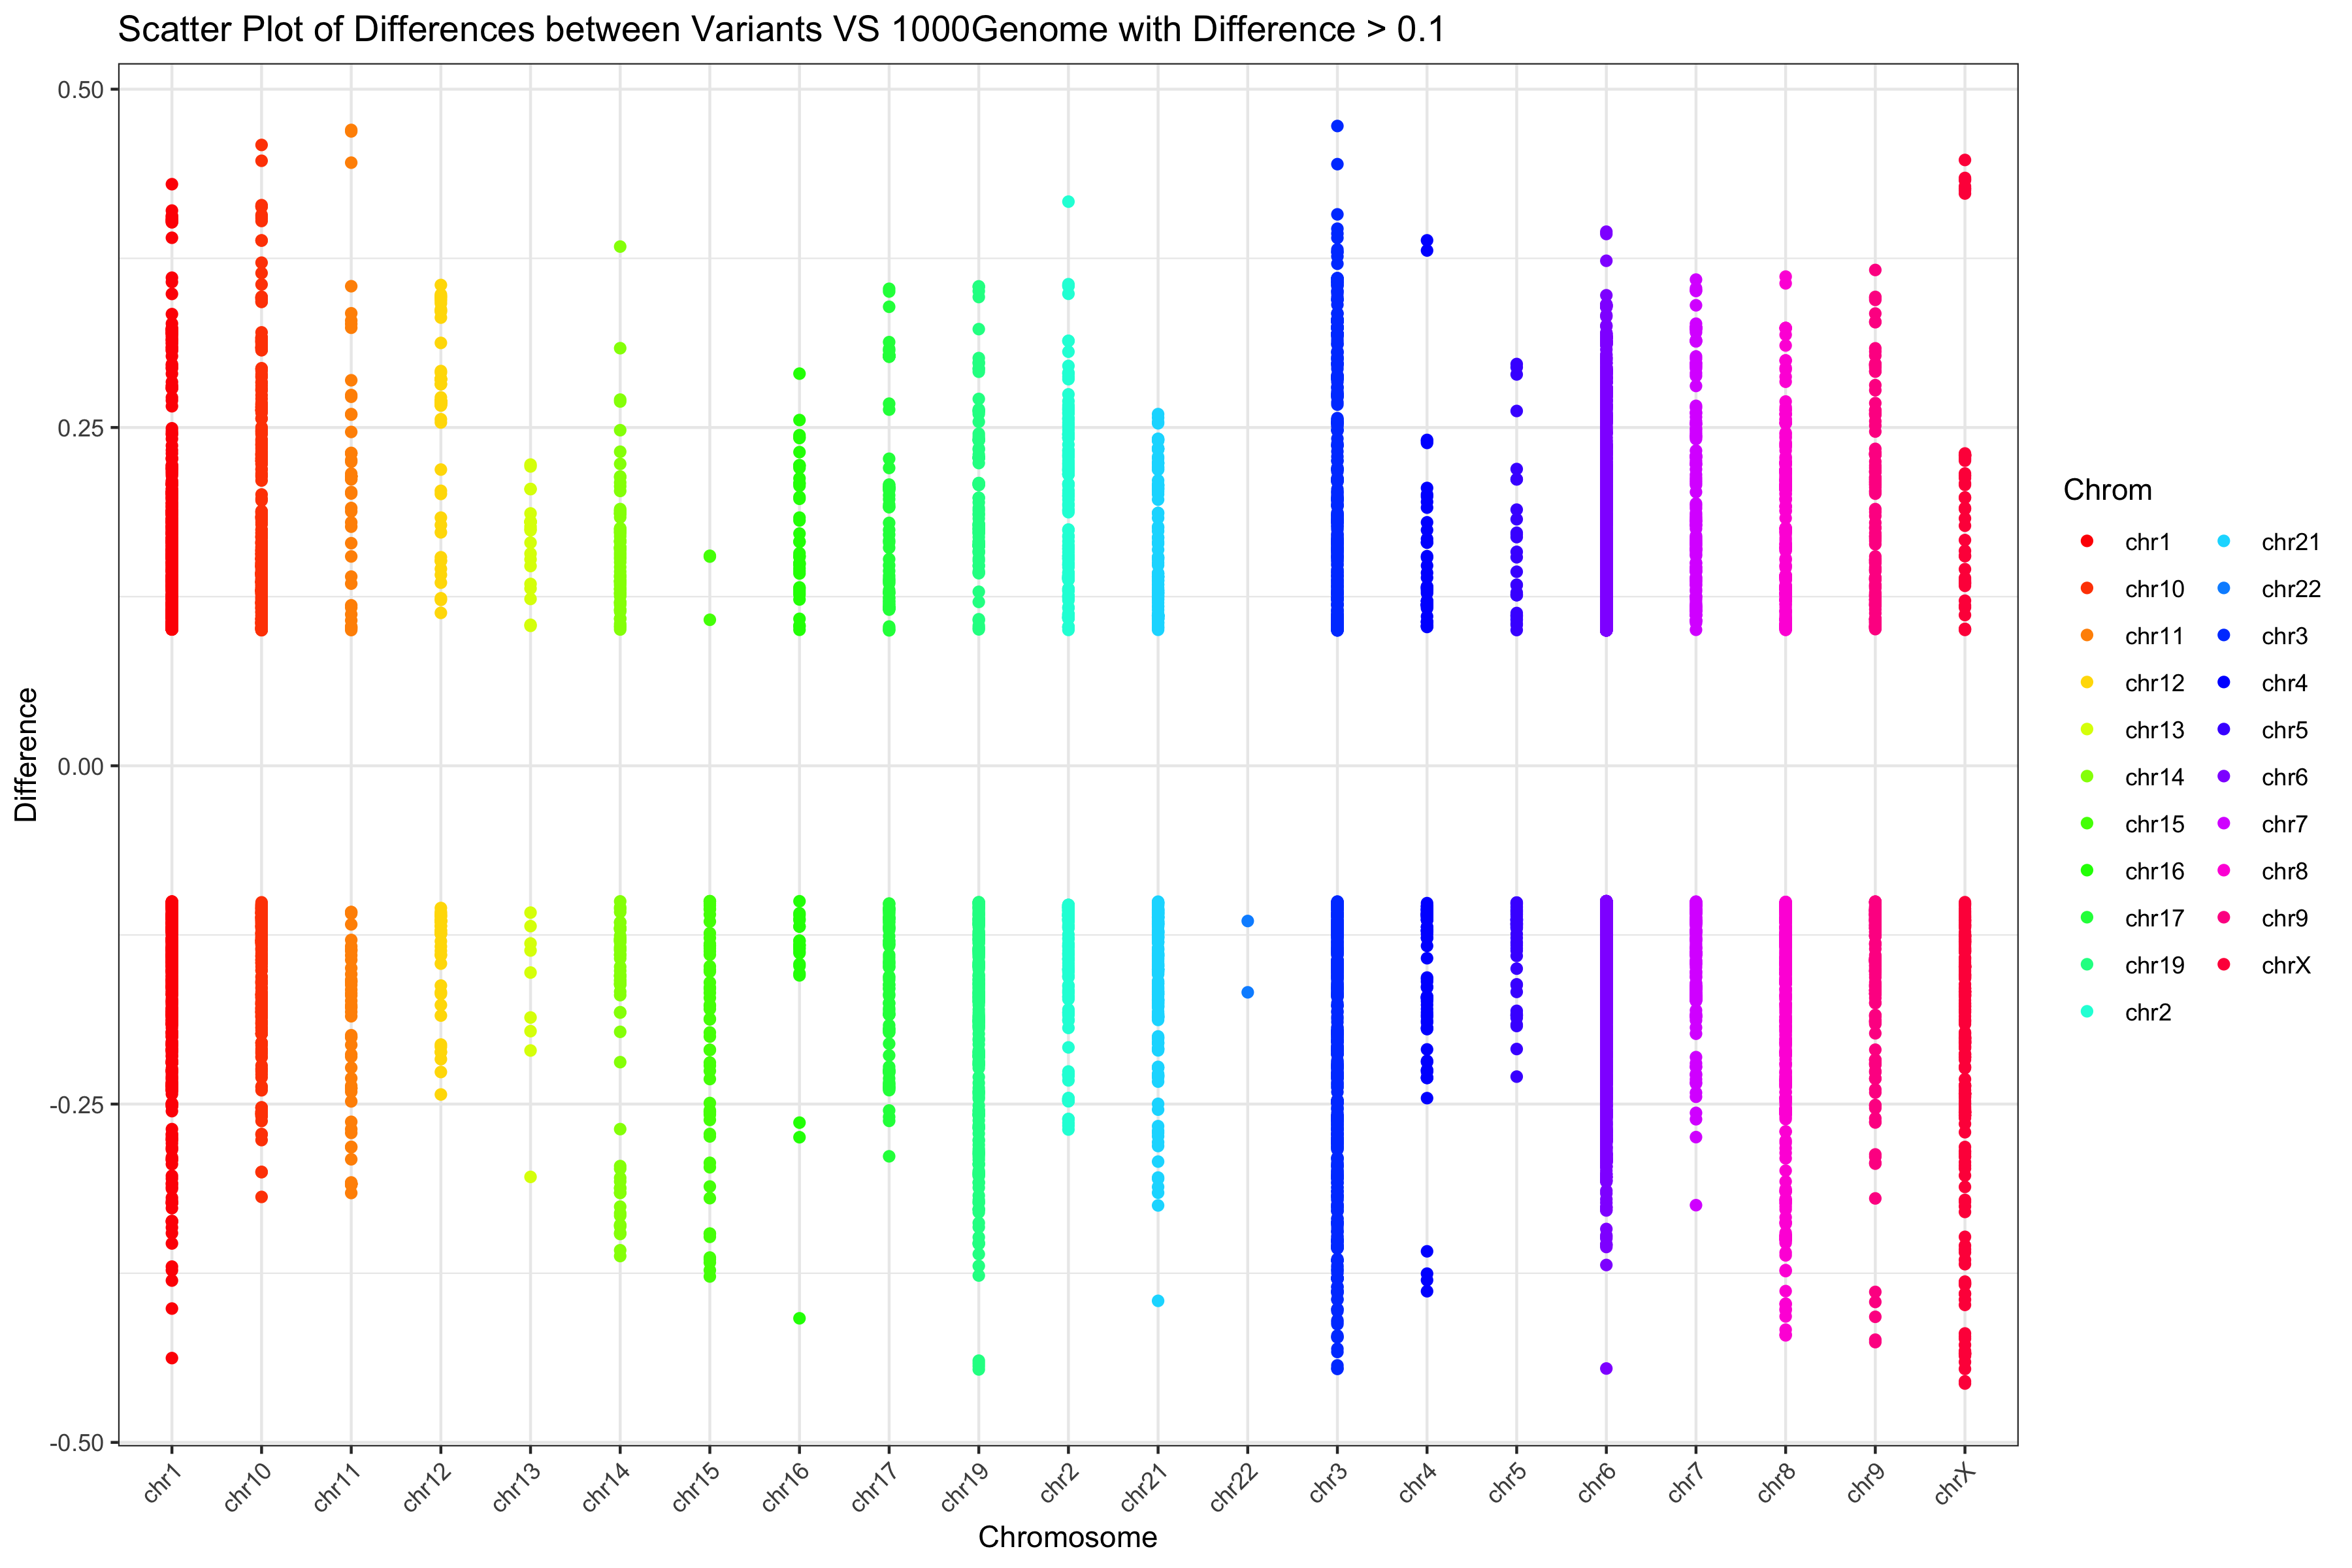 Scatter Plot of Differences between Variants VS 1000Genome with Difference > 0.1
Difference
0.50
0.25
0.00
-0.25
-0.50
chr1
chr10
chr11
chr12
chr13
chr14
chr15
chr16
chr17
chr19
chr2
chr21
chr22
chr3
chr4
chr5
chr6
chr7
chr8
chr9
chrX
Chromosome
Chrom
chr1
chr10
chr11
chr12
chr13
chr14
chr15
chr16
chr17
chr19
chr2
chr21
chr22
chr3
chr4
chr5
chr6
chr7
chr8
chr9
chrX